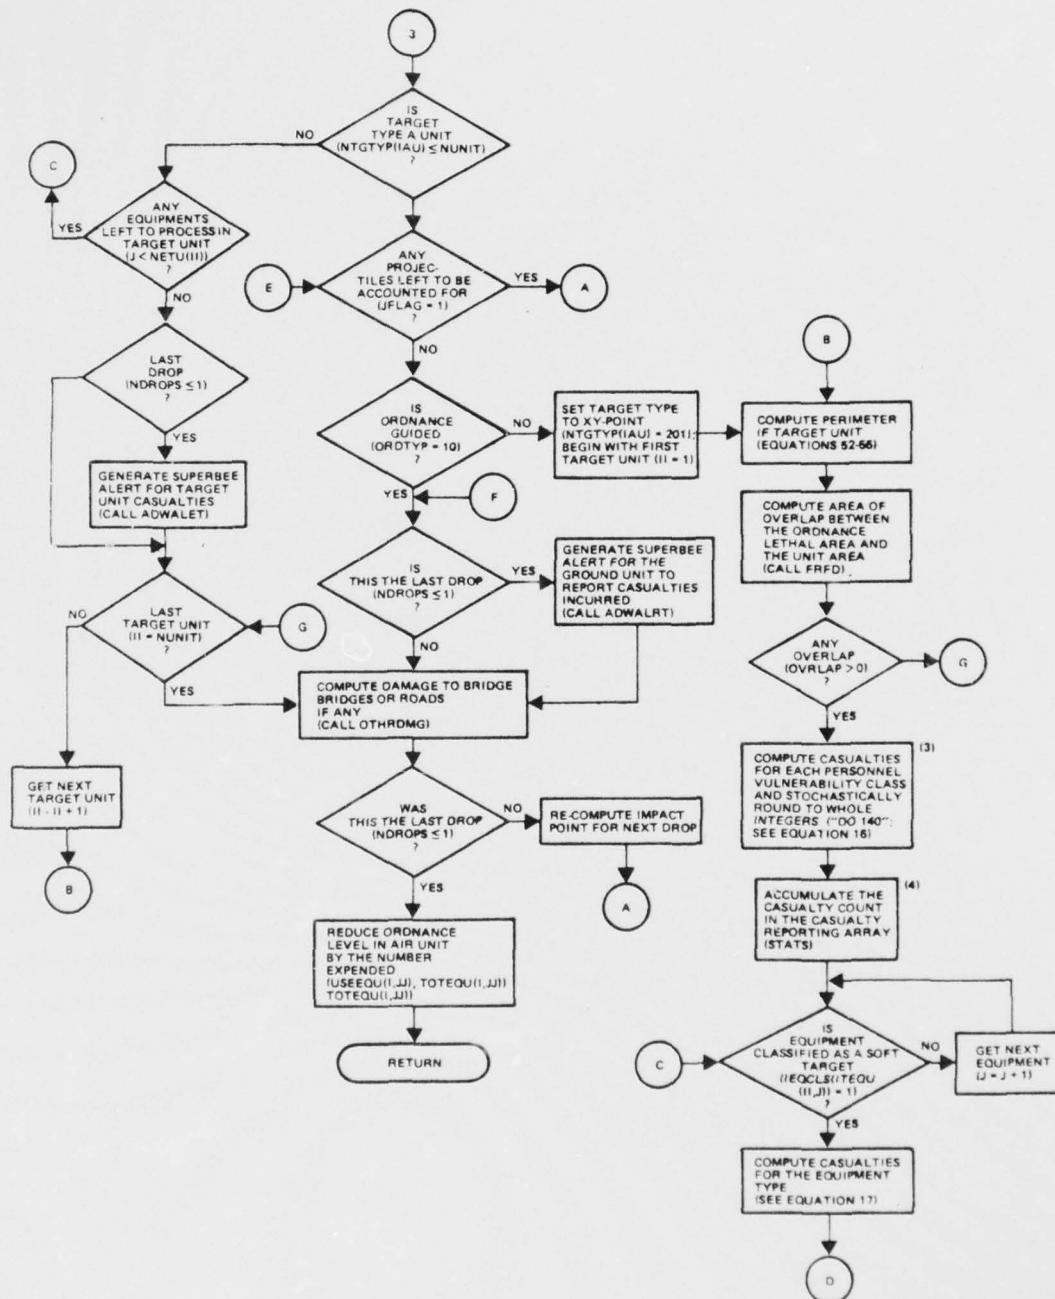 3
IS
TARGET
TYPE A UNIT
(NTGTYP(IAU) ≤ NUNIT)
?
NO
C
ANY
EQUIPMENTS
LEFT TO PROCESS IN
TARGET UNIT
(J < NETU(II))
?
YES
NO
E
ANY
PROJEC-
TILES LEFT TO BE
ACCOUNTED FOR
(JFLAG = 1)
?
YES
A
NO
LAST
DROP
(NDROPS ≤ 1)
?
YES
GENERATE SUPERBEE
ALERT FOR TARGET
UNIT CASUALTIES
(CALL ADWALET)
LAST
TARGET UNIT
(II = NUNIT)
?
NO
G
YES
GET NEXT
TARGET UNIT
(II - II + 1)
B
IS
ORDNANCE
GUIDED
(ORDTYP = 10)
?
NO
YES
F
SET TARGET TYPE
TO XY-POINT
(NTGTYP(IAU) = 201);
BEGIN WITH FIRST
TARGET UNIT (II = 1)
IS
THIS THE LAST DROP
(NDROPS ≤ 1)
?
YES
NO
GENERATE SUPERBEE
ALERT FOR THE
GROUND UNIT TO
REPORT CASUALTIES
INCURRED
(CALL ADWALRT)
COMPUTE DAMAGE TO BRIDGE
BRIDGES OR ROADS
IF ANY
(CALL OTHRDMG)
WAS
THIS THE LAST DROP
(NDROPS ≤ 1)
?
NO
RE-COMPUTE IMPACT
POINT FOR NEXT DROP
A
YES
REDUCE ORDNANCE
LEVEL IN AIR UNIT
BY THE NUMBER
EXPENDED
(USEEQU(I,JJ), TOTEQU(I,JJ))
TOTEQU(I,JJ))
RETURN
B
COMPUTE PERIMETER
IF TARGET UNIT
(EQUATIONS 52-56)
COMPUTE AREA OF
OVERLAP BETWEEN
THE ORDNANCE
LETHAL AREA AND
THE UNIT AREA
(CALL FRFD)
ANY
OVERLAP
(OVRLAP > 0)
?
G
YES
(3)
COMPUTE CASUALTIES
FOR EACH PERSONNEL
VULNERABILITY CLASS
AND STOCHASTICALLY
ROUND TO WHOLE
INTEGERS ("DO 140";
SEE EQUATION 16)
(4)
ACCUMULATE THE
CASUALTY COUNT
IN THE CASUALTY
REPORTING ARRAY
(STATS)
C
IS
EQUIPMENT
CLASSIFIED AS A SOFT
TARGET
(IEQCLS(ITEQU
(II,J)) = 1)
?
NO
GET NEXT
EQUIPMENT
(J = J + 1)
YES
COMPUTE CASUALTIES
FOR THE EQUIPMENT
TYPE
(SEE EQUATION 17)
D